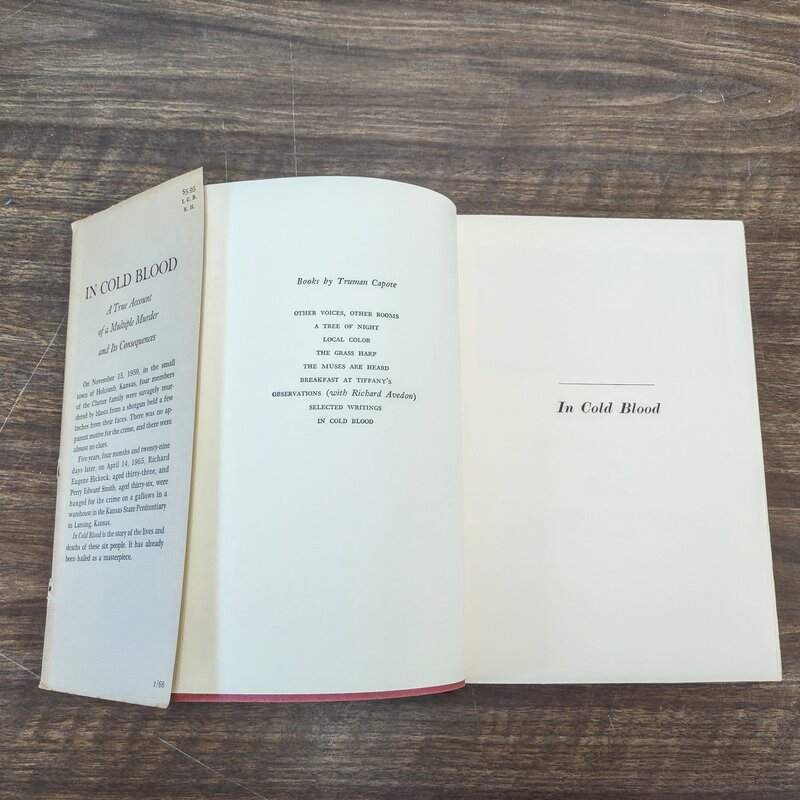 $5.95
I. C. B.
R. H.
IN COLD BLOOD
A True Account
of a Multiple Murder
and Its Consequences
On November 15, 1959, in the small
town of Holcomb, Kansas, four members
of the Clutter family were savagely mur-
dered by blasts from a shotgun held a few
inches from their faces. There was no ap-
parent motive for the crime, and there were
almost no clues.
Five years, four months and twenty-nine
days later, on April 14, 1965, Richard
Eugene Hickock, aged thirty-three, and
Perry Edward Smith, aged thirty-six, were
hanged for the crime on a gallows in a
warehouse in the Kansas State Penitentiary
in Lansing, Kansas.
In Cold Blood is the story of the lives and
deaths of these six people. It has already
been hailed as a masterpiece.
1/66
Books by Truman Capote
OTHER VOICES, OTHER ROOMS
A TREE OF NIGHT
LOCAL COLOR
THE GRASS HARP
THE MUSES ARE HEARD
BREAKFAST AT TIFFANY'S
OBSERVATIONS (with Richard Avedon)
SELECTED WRITINGS
IN COLD BLOOD
In Cold Blood